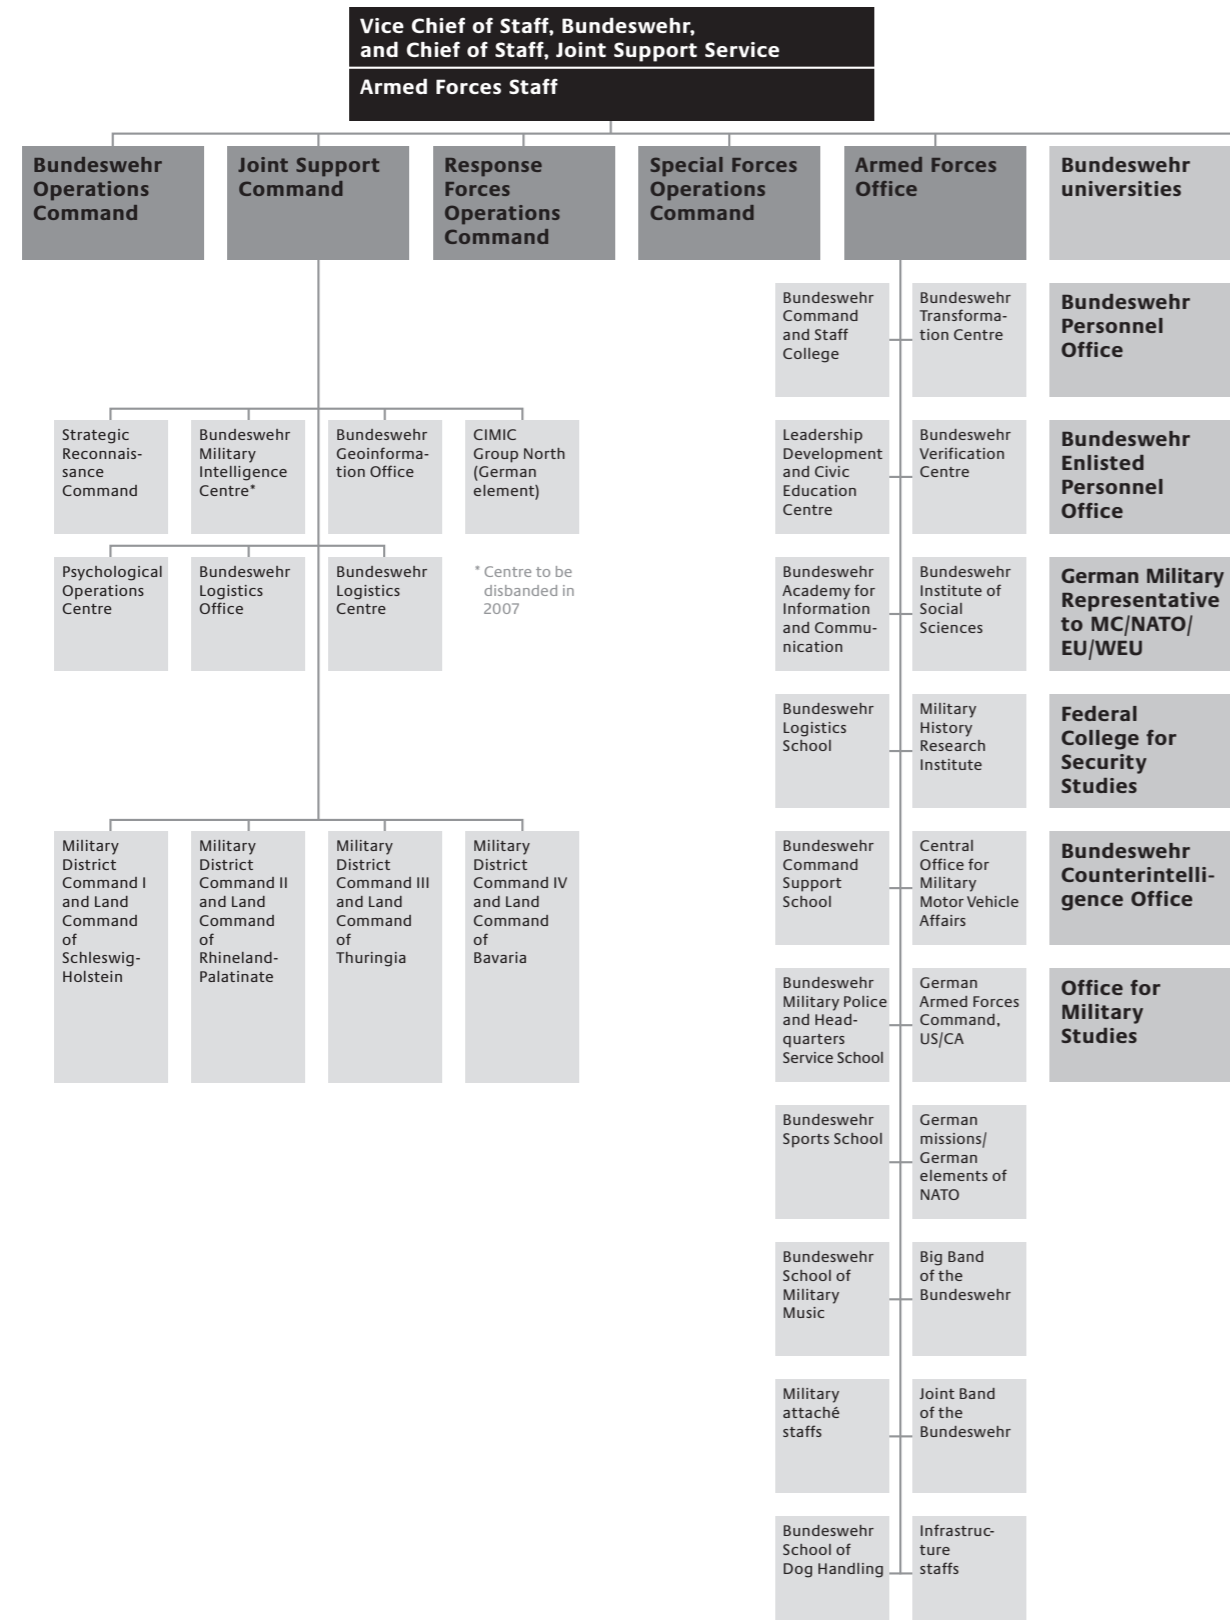 Vice Chief of Staff, Bundeswehr,
and Chief of Staff, Joint Support Service
Armed Forces Staff
Bundeswehr
Operations
Command
Joint Support
Command
Response
Forces
Operations
Command
Special Forces
Operations
Command
Armed Forces
Office
Bundeswehr
universities
Bundeswehr
Command
and Staff
College
Bundeswehr
Transforma-
tion Centre
Bundeswehr
Personnel
Office
Strategic
Reconnais-
sance
Command
Bundeswehr
Military
Intelligence
Centre*
Bundeswehr
Geoinforma-
tion Office
CIMIC
Group North
(German
element)
Leadership
Development
and Civic
Education
Centre
Bundeswehr
Verification
Centre
Bundeswehr
Enlisted
Personnel
Office
Psychological
Operations
Centre
Bundeswehr
Logistics
Office
Bundeswehr
Logistics
Centre
* Centre to be
disbanded in
2007
Bundeswehr
Academy for
Information
and Commu-
nication
Bundeswehr
Institute of
Social
Sciences
German Military
Representative
to MC/NATO/
EU/WEU
Bundeswehr
Logistics
School
Military
History
Research
Institute
Federal
College for
Security
Studies
Military
District
Command I
and Land
Command
of
Schleswig-
Holstein
Military
District
Command II
and Land
Command
of
Rhineland-
Palatinate
Military
District
Command III
and Land
Command
of
Thuringia
Military
District
Command IV
and Land
Command
of
Bavaria
Bundeswehr
Command
Support
School
Central
Office for
Military
Motor Vehicle
Affairs
Bundeswehr
Counterintelli-
gence Office
Bundeswehr
Military Police
and Head-
quarters
Service School
German
Armed Forces
Command,
US/CA
Office for
Military
Studies
Bundeswehr
Sports School
German
missions/
German
elements of
NATO
Bundeswehr
School of
Military
Music
Big Band
of the
Bundeswehr
Military
attaché
staffs
Joint Band
of the
Bundeswehr
Bundeswehr
School of
Dog Handling
Infrastruc-
ture
staffs